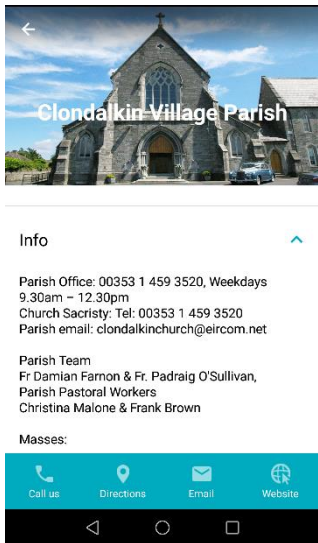 Clondalkin Village Parish
Info
Parish Office: 00353 1 459 3520, Weekdays
9.30am – 12.30pm
Church Sacristy: Tel: 00353 1 459 3520
Parish email: clondalkinchurch@eircom.net
Parish Team
Fr Damian Farnon & Fr. Padraig O'Sullivan,
Parish Pastoral Workers
Christina Malone & Frank Brown
Masses:
Call us Directions Email Website